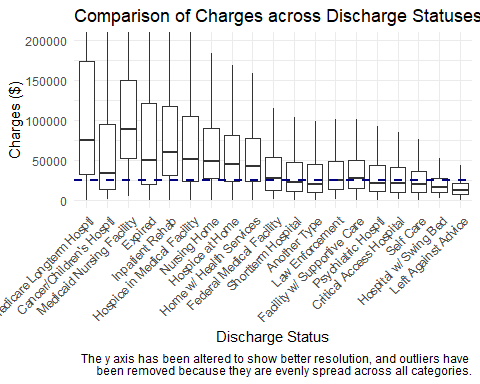 Comparison of Charges across Discharge Statuses
Charges ($)
200000
150000
100000
50000
0
Longterm Hospital
Cancer/Children's Hospital
Medicaid Nursing Facility
Expired
Inpatient Rehab
Hospice in Medical Facility
Nursing Home
Hospice at Home
Home w/ Health Services
Federal Medical Facility
Shortterm Hospital
Another Type
Law Enforcement
Facility w/ Supportive Care
Psychiatric Hospital
Critical Access Hospital
Self Care
Hospital w/ Swing Bed
Left Against Advice
Discharge Status
The y axis has been altered to show better resolution, and outliers have
been removed because they are evenly spread across all categories.